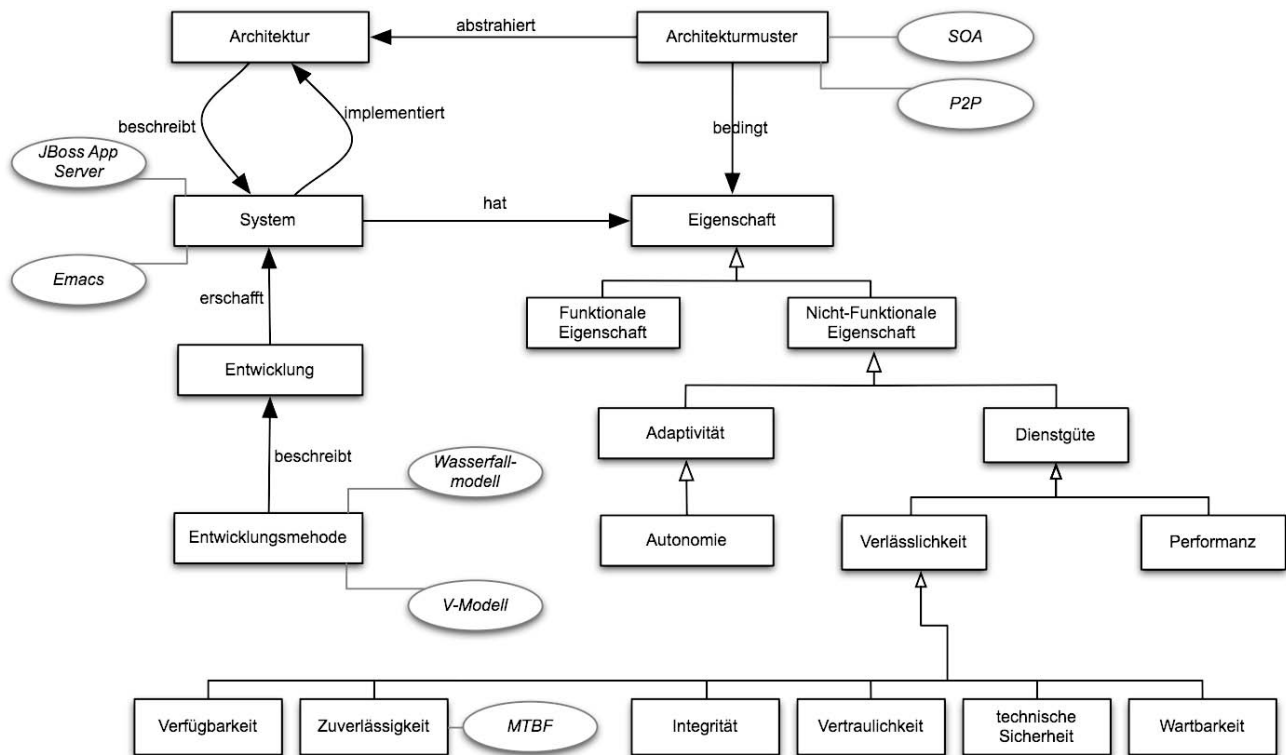 Architektur
abstrahiert
Architekturmuster
SOA
P2P
beschreibt
implementiert
bedingt
JBoss App
Server
System
hat
Eigenschaft
Emacs
erschafft
Funktionale
Eigenschaft
Nicht-Funktionale
Eigenschaft
Entwicklung
Adaptivität
Dienstgüte
beschreibt
Wasserfall-
modell
Entwicklungsmehode
Autonomie
Verlässlichkeit
Performanz
V-Modell
Verfügbarkeit
Zuverlässigkeit
MTBF
Integrität
Vertraulichkeit
technische
Sicherheit
Wartbarkeit